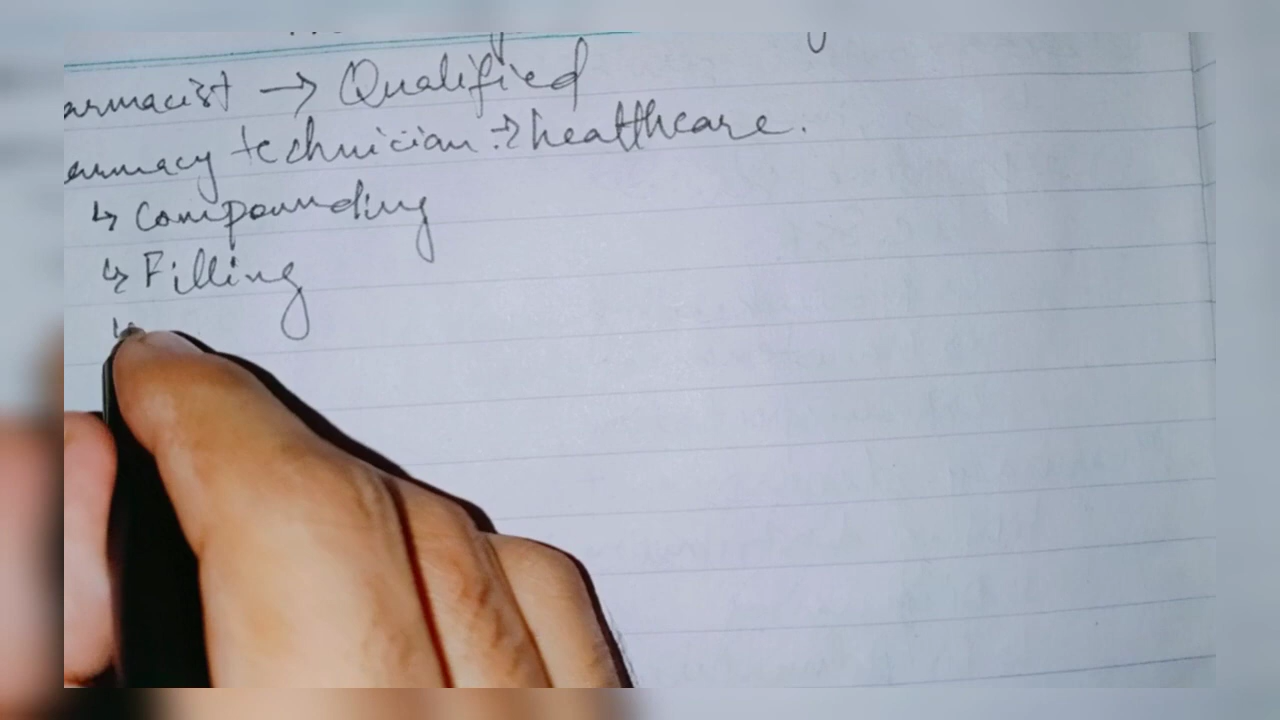 armacist → Qualified
armacy technician :→ healthcare.
↳ Compounding
↳ Filling
↳